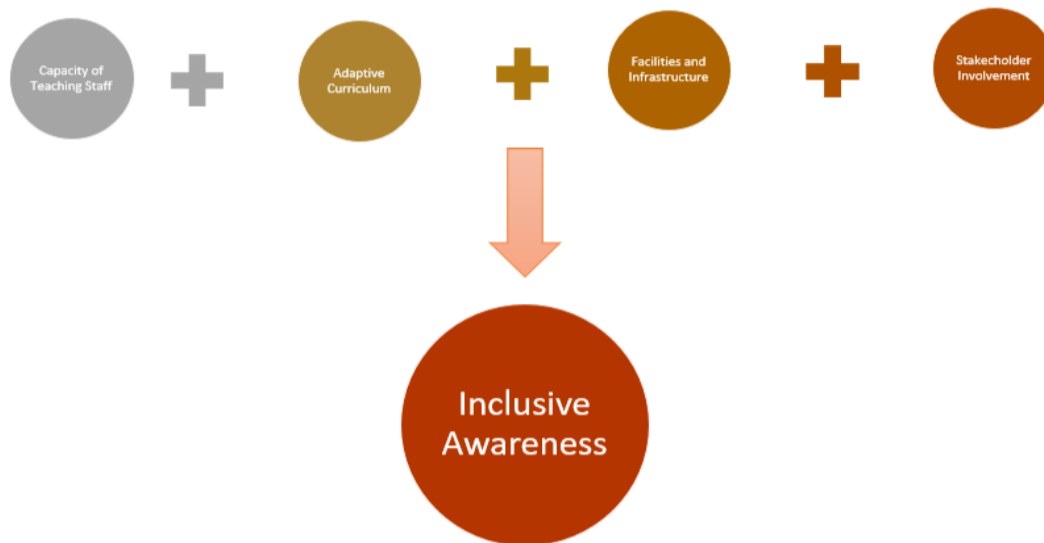 Capacity of
Teaching Staff
Adaptive
Curriculum
Facilities and
Infrastructure
Stakecholder
Involvement
Inclusive
Awareness